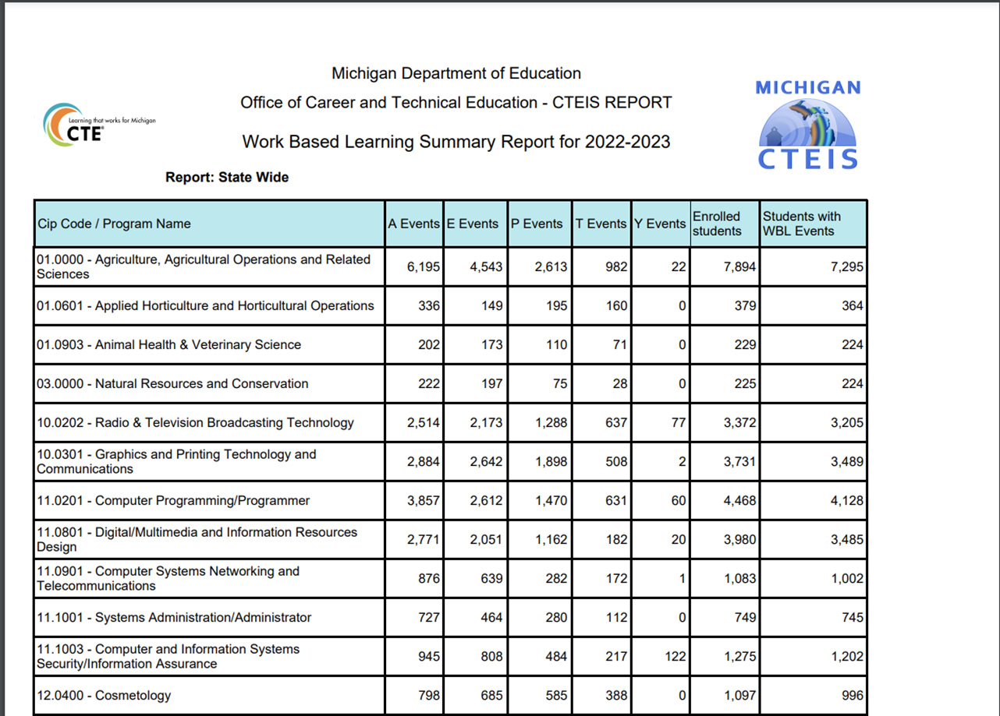 Michigan Department of Education
Office of Career and Technical Education - CTEIS REPORT
Work Based Learning Summary Report for 2022-2023
Learning that works for Michigan
CTE®
MICHIGAN
CTEIS
Report: State Wide
Cip Code / Program Name A Events E Events P Events T Events Y Events Enrolled students Students with WBL Events
01.0000 - Agriculture, Agricultural Operations and Related Sciences 6,195 4,543 2,613 982 22 7,894 7,295
01.0601 - Applied Horticulture and Horticultural Operations 336 149 195 160 0 379 364
01.0903 - Animal Health & Veterinary Science 202 173 110 71 0 229 224
03.0000 - Natural Resources and Conservation 222 197 75 28 0 225 224
10.0202 - Radio & Television Broadcasting Technology 2,514 2,173 1,288 637 77 3,372 3,205
10.0301 - Graphics and Printing Technology and Communications 2,884 2,642 1,898 508 2 3,731 3,489
11.0201 - Computer Programming/Programmer 3,857 2,612 1,470 631 60 4,468 4,128
11.0801 - Digital/Multimedia and Information Resources Design 2,771 2,051 1,162 182 20 3,980 3,485
11.0901 - Computer Systems Networking and Telecommunications 876 639 282 172 1 1,083 1,002
11.1001 - Systems Administration/Administrator 727 464 280 112 0 749 745
11.1003 - Computer and Information Systems Security/Information Assurance 945 808 484 217 122 1,275 1,202
12.0400 - Cosmetology 798 685 585 388 0 1,097 996